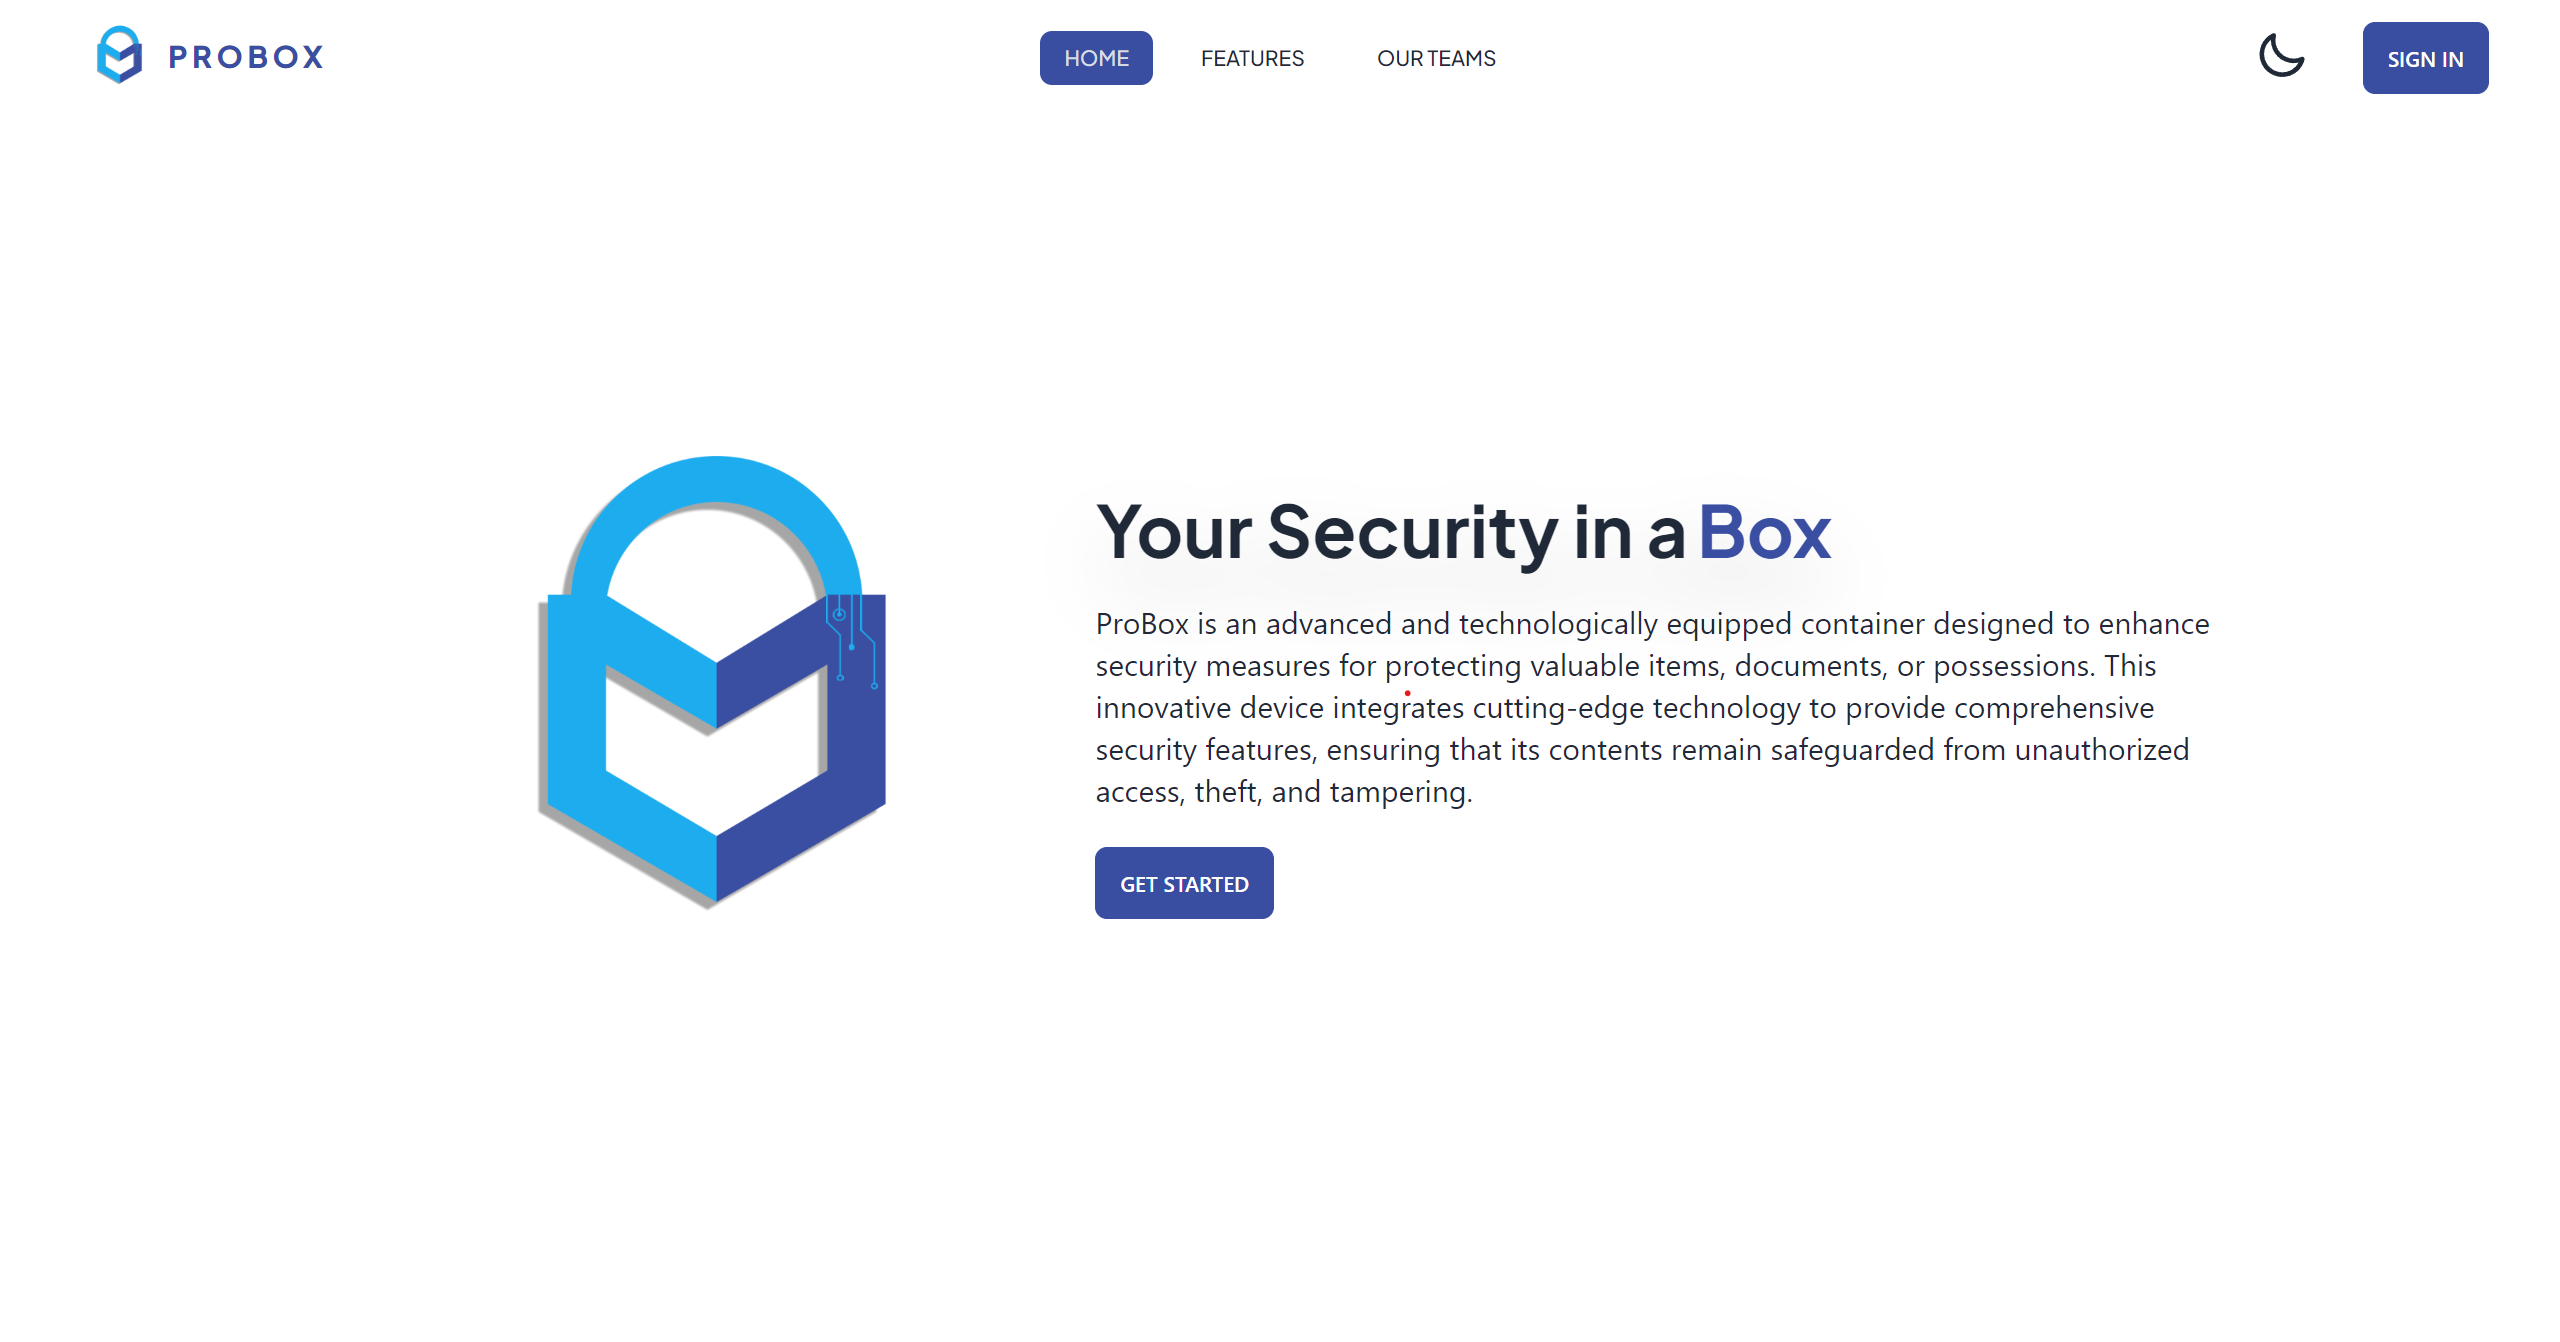 PROBOX
HOME
FEATURES
OUR TEAMS
SIGN IN
Your Security in a Box
ProBox is an advanced and technologically equipped container designed to enhance
security measures for protecting valuable items, documents, or possessions. This
innovative device integrates cutting-edge technology to provide comprehensive
security features, ensuring that its contents remain safeguarded from unauthorized
access, theft, and tampering.
GET STARTED